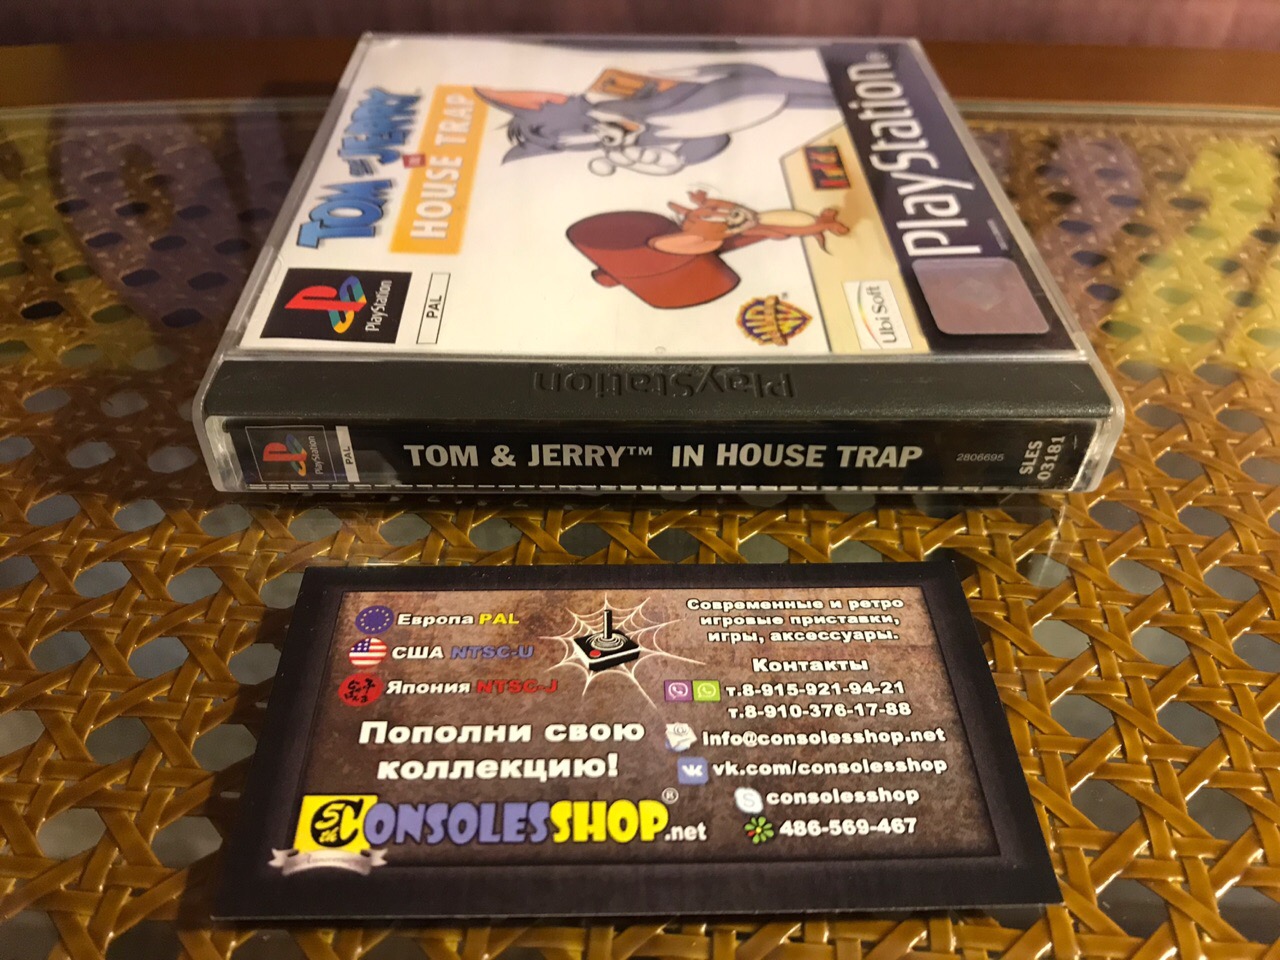 TOM and JERRY™
IN
HOUSE TRAP
PlayStation
PAL
PlayStation
Ubi Soft
PlayStation
PlayStation
PAL
TOM & JERRY™ IN HOUSE TRAP
2806695
SLES
03181
Европа PAL
США NTSC-U
Япония NTSC-J
Пополни свою
коллекцию!
CONSOLESSHOP®.net
Современные и ретро
игровые приставки,
игры, аксессуары.
Контакты
т.8-915-921-94-21
т.8-910-376-17-88
info@consolesshop.net
vk.com/consolesshop
consolesshop
486-569-467